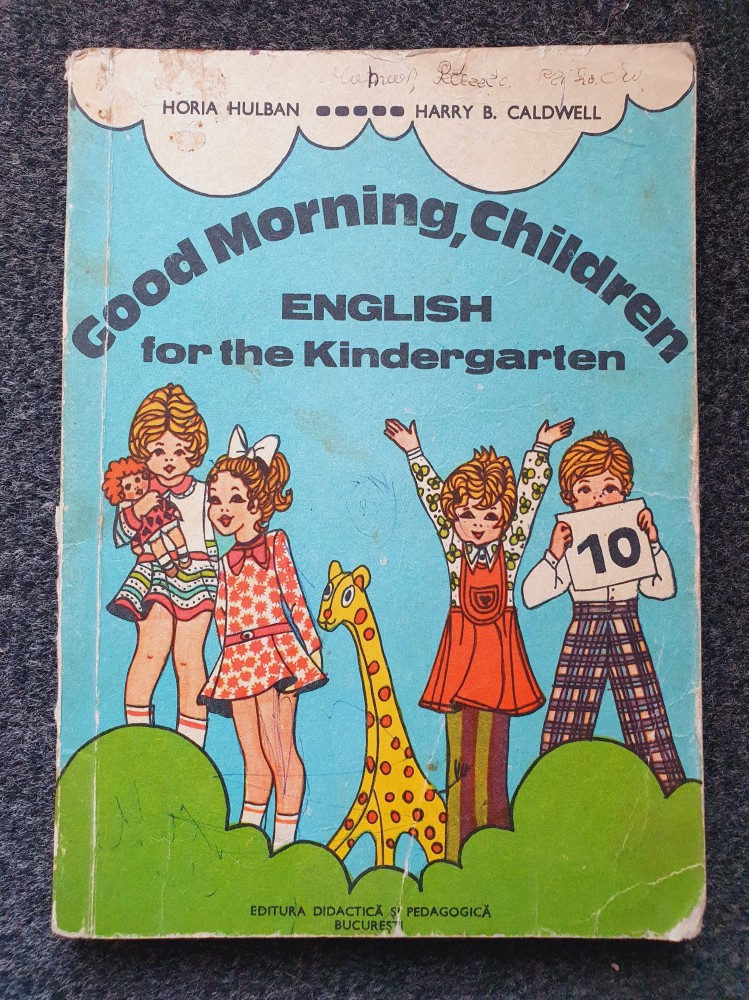 HORIA HULBAN HARRY B. CALDWELL
Good Morning, Children
ENGLISH
for the Kindergarten
10
EDITURA DIDACTICĂ ȘI PEDAGOGICĂ
BUCUREȘTI